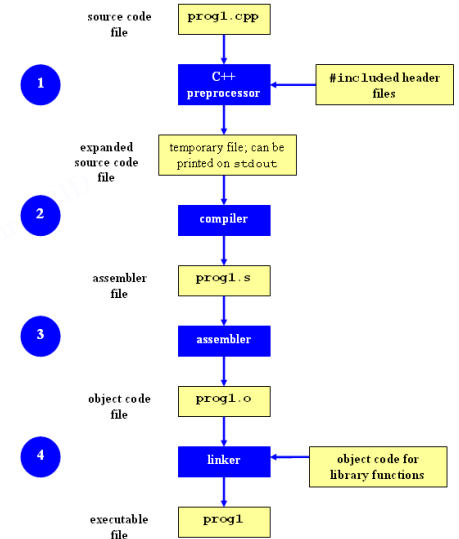 source code
file
prog1.cpp
1
C++
preprocessor
#included header
files
expanded
source code
file
temporary file; can be
printed on stdout
2
compiler
assembler
file
prog1.s
3
assembler
object code
file
prog1.o
4
linker
object code for
library functions
executable
file
prog1